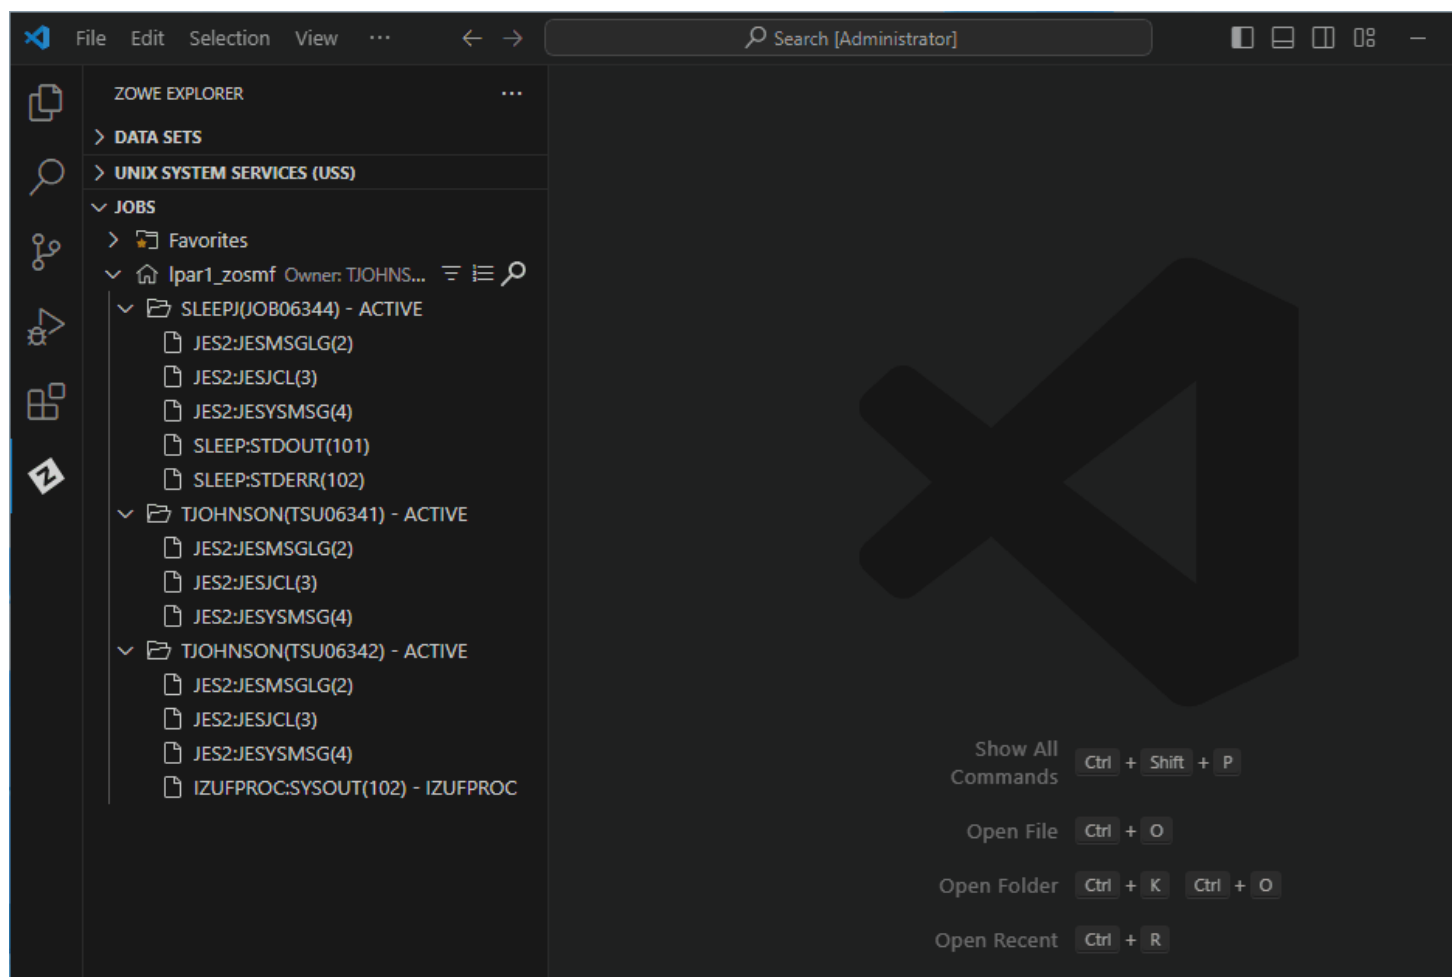 File Edit Selection View ··· Search [Administrator]
ZOWE EXPLORER ···
DATA SETS
UNIX SYSTEM SERVICES (USS)
JOBS
Favorites
lpar1_zosmf Owner: TJOHNS...
SLEEPJ(JOB06344) - ACTIVE
JES2:JESMSGLG(2)
JES2:JESJCL(3)
JES2:JESYSMSG(4)
SLEEP:STDOUT(101)
SLEEP:STDERR(102)
TJOHNSON(TSU06341) - ACTIVE
JES2:JESMSGLG(2)
JES2:JESJCL(3)
JES2:JESYSMSG(4)
TJOHNSON(TSU06342) - ACTIVE
JES2:JESMSGLG(2)
JES2:JESJCL(3)
JES2:JESYSMSG(4)
IZUFPROC:SYSOUT(102) - IZUFPROC
Show All
Commands Ctrl + Shift + P
Open File Ctrl + O
Open Folder Ctrl + K Ctrl + O
Open Recent Ctrl + R